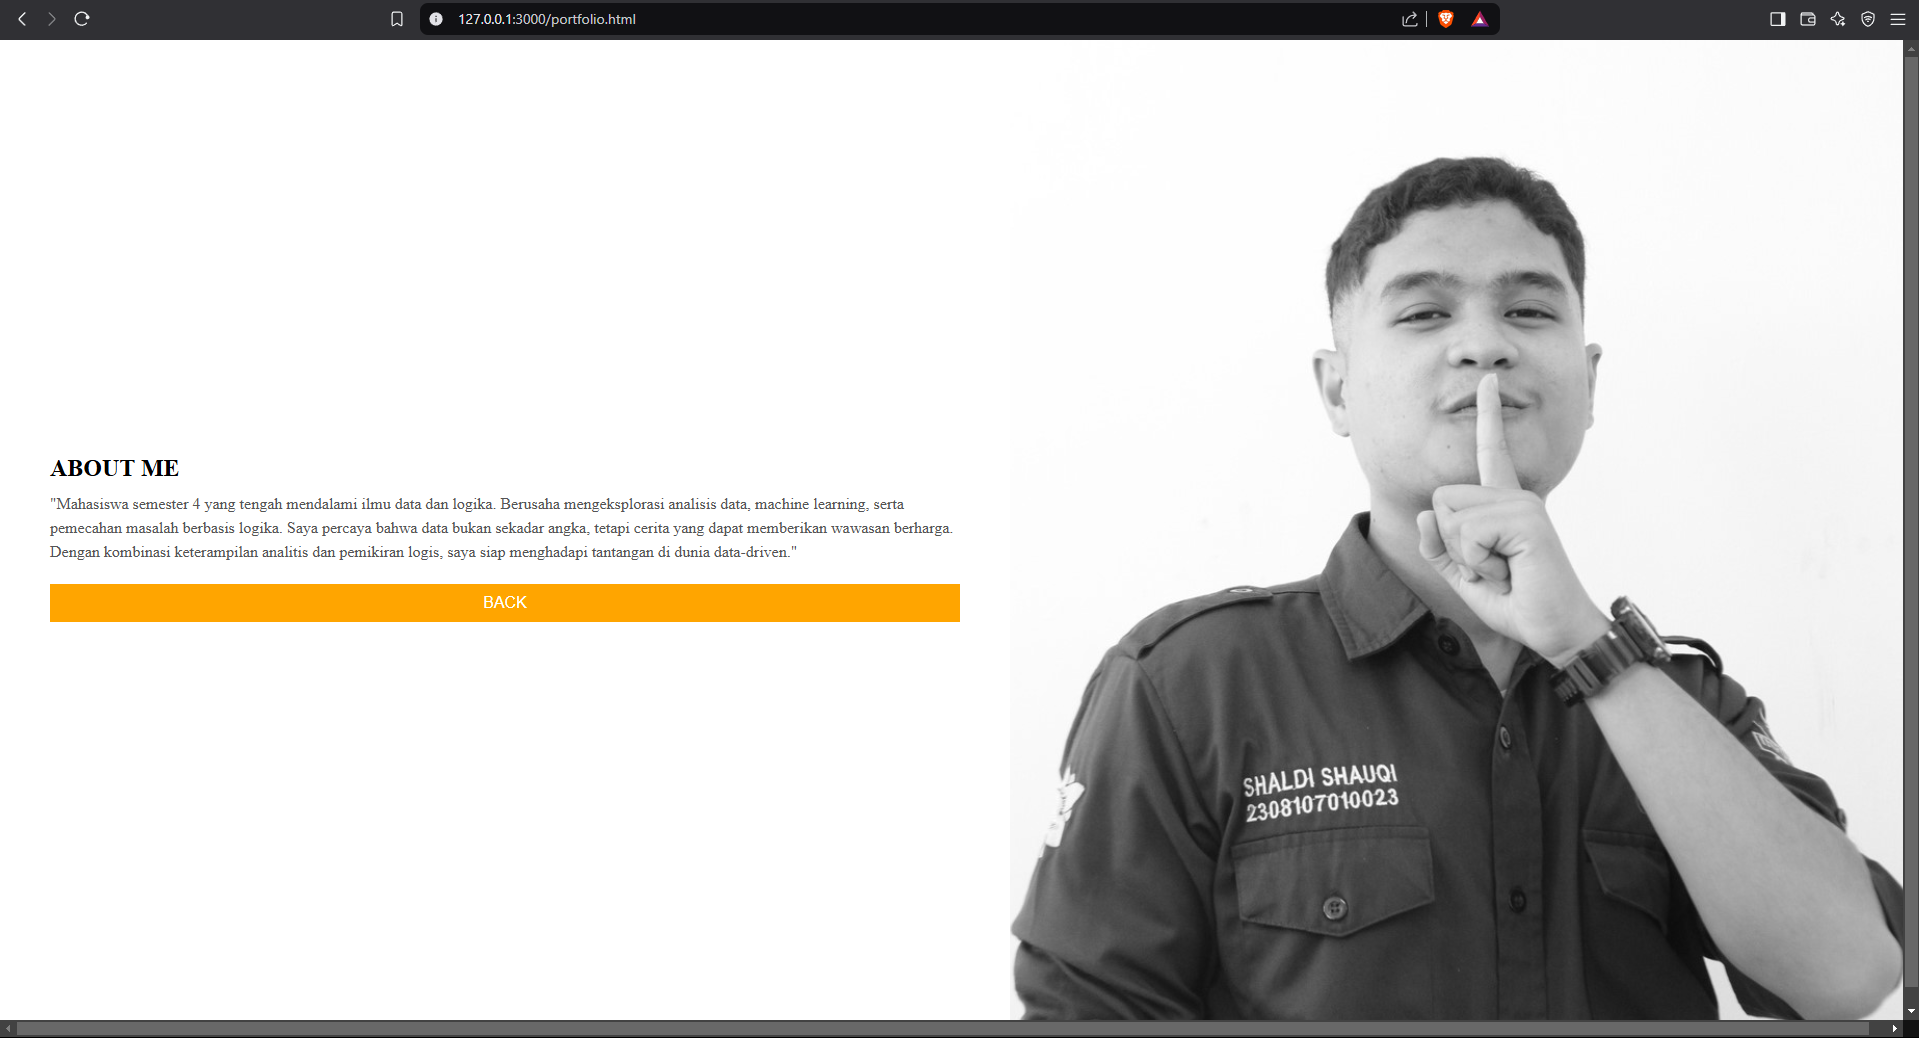 127.0.0.1:3000/portfolio.html
ABOUT ME
"Mahasiswa semester 4 yang tengah mendalami ilmu data dan logika. Berusaha mengeksplorasi analisis data, machine learning, serta
pemecahan masalah berbasis logika. Saya percaya bahwa data bukan sekadar angka, tetapi cerita yang dapat memberikan wawasan berharga.
Dengan kombinasi keterampilan analitis dan pemikiran logis, saya siap menghadapi tantangan di dunia data-driven."
BACK
SHALDI SHAUQI
2308107010023